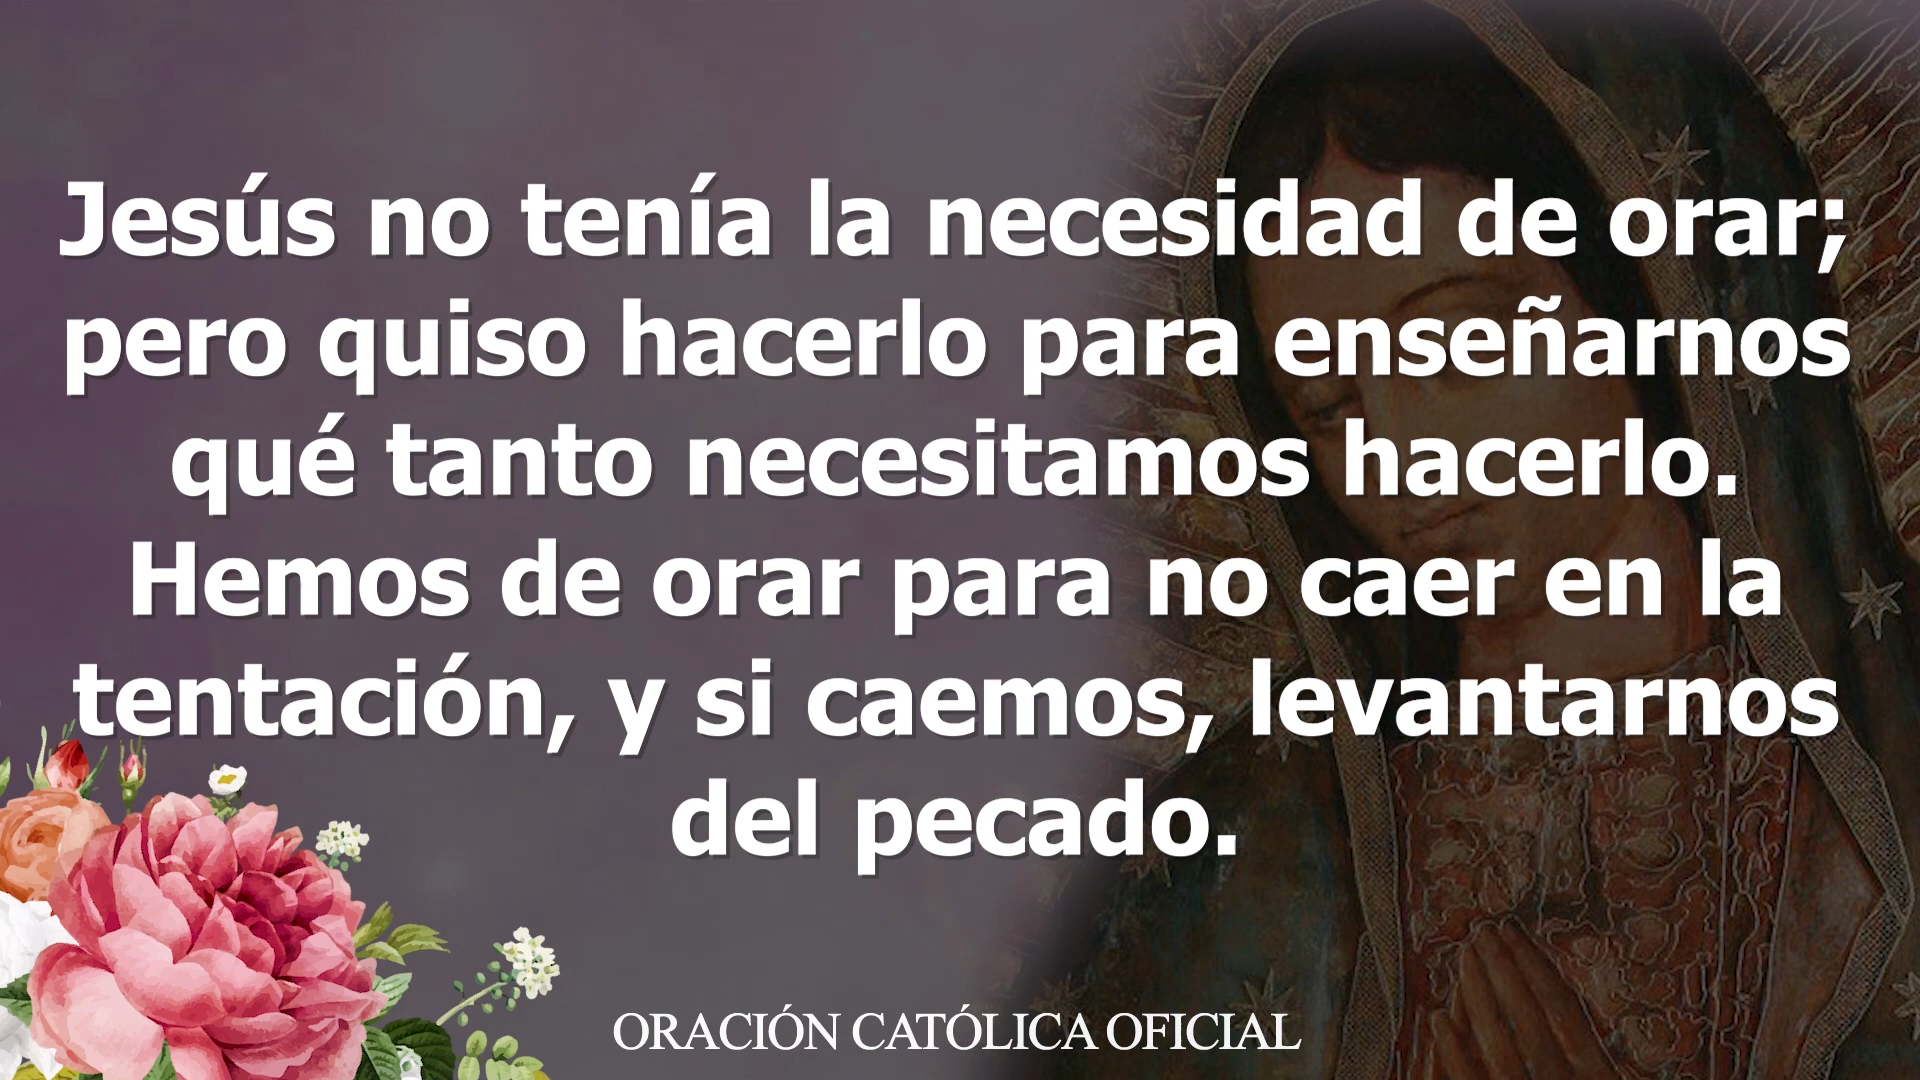 Jesús no tenía la necesidad de orar;
pero quiso hacerlo para enseñarnos
qué tanto necesitamos hacerlo.
Hemos de orar para no caer en la
tentación, y si caemos, levantarnos
del pecado.
ORACIÓN CATÓLICA OFICIAL